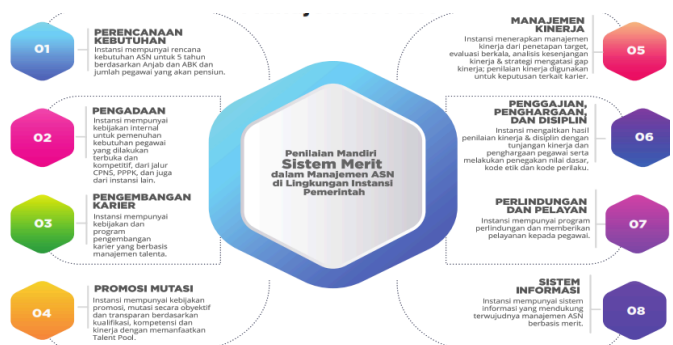 01
PERENCANAAN
KEBUTUHAN
Instansi mempunyai rencana
kebutuhan ASN untuk 5 tahun
berdasarkan Anjab dan ABK dan
jumlah pegawai yang akan pensiun.
02
PENGADAAN
Instansi mempunyai
kebijakan internal
untuk pemenuhan
kebutuhan pegawai
yang dilakukan
terbuka dan
kompetitif, dari jalur
CPNS, PPPK, dan juga
dari instansi lain.
03
PENGEMBANGAN
KARIER
Instansi mempunyai
kebijakan dan
program
pengembangan
karier yang berbasis
manajemen talenta.
04
PROMOSI MUTASI
Instansi mempunyai kebijakan
promosi, mutasi secara obyektif
dan transparan berdasarkan
kualifikasi, kompetensi dan
kinerja dengan memanfaatkan
Talent Pool.
Penilaian Mandiri
Sistem Merit
dalam Manajemen ASN
di Lingkungan Instansi
Pemerintah
MANAJEMEN
KINERJA
Instansi menerapkan manajemen
kinerja dari penetapan target,
evaluasi berkala, analisis kesenjangan
kinerja & strategi mengatasi gap
kinerja; penilaian kinerja digunakan
untuk keputusan terkait karier.
05
PENGGAJIAN,
PENGHARGAAN,
DAN DISIPLIN
Instansi mengaitkan hasil
penilaian kinerja & disiplin dengan
tunjangan kinerja dan
penghargaan pegawai serta
melakukan penegakan nilai dasar,
kode etik dan kode perilaku.
06
PERLINDUNGAN
DAN PELAYAN
Instansi mempunyai program
perlindungan dan memberikan
pelayanan kepada pegawai.
07
SISTEM
INFORMASI
Instansi mempunyai sistem
informasi yang mendukung
terwujudnya manajemen ASN
berbasis merit.
08